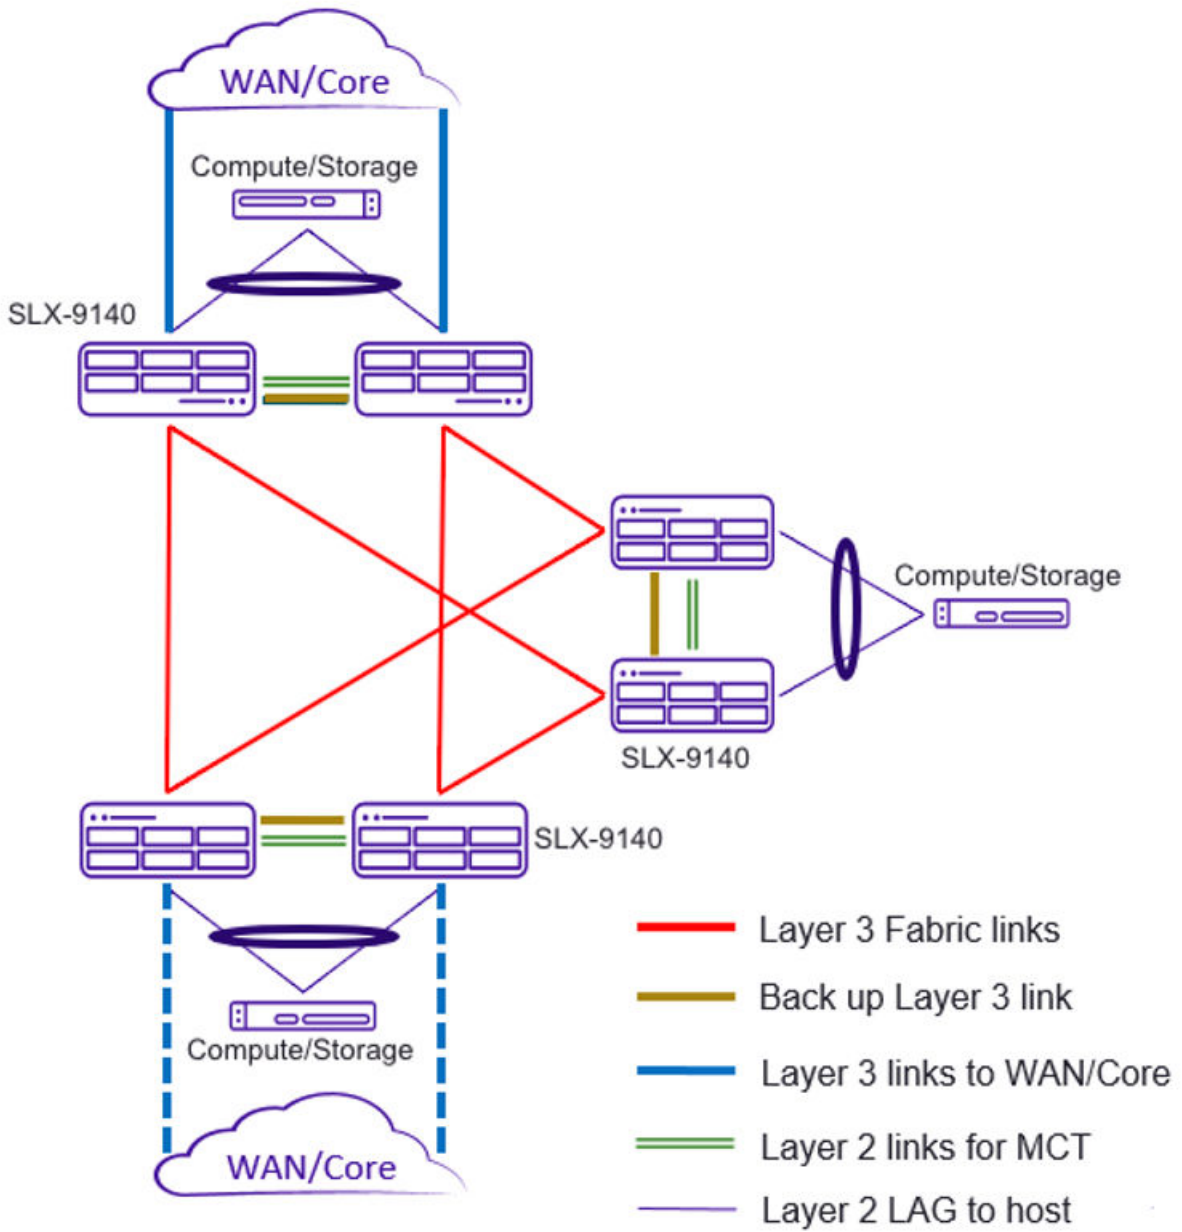 WAN/Core
Compute/Storage
SLX-9140
Compute/Storage
SLX-9140
SLX-9140
Compute/Storage
WAN/Core
Layer 3 Fabric links
Back up Layer 3 link
Layer 3 links to WAN/Core
Layer 2 links for MCT
Layer 2 LAG to host